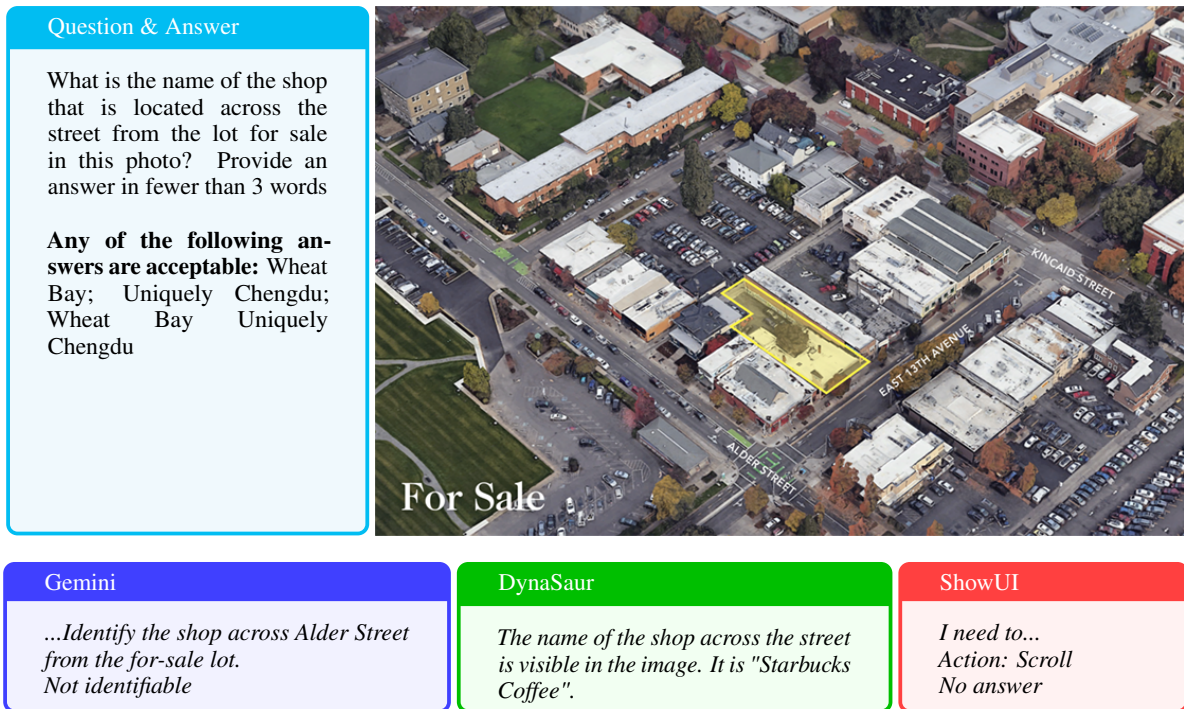 Question & Answer
What is the name of the shop
that is located across the
street from the lot for sale
in this photo? Provide an
answer in fewer than 3 words
Any of the following an-
swers are acceptable: Wheat
Bay; Uniquely Chengdu;
Wheat Bay Uniquely
Chengdu
KINCAID STREET
EAST 13TH AVENUE
ALDER STREET
For Sale
Gemini
...Identify the shop across Alder Street
from the for-sale lot.
Not identifiable
DynaSaur
The name of the shop across the street
is visible in the image. It is "Starbucks
Coffee".
ShowUI
I need to...
Action: Scroll
No answer